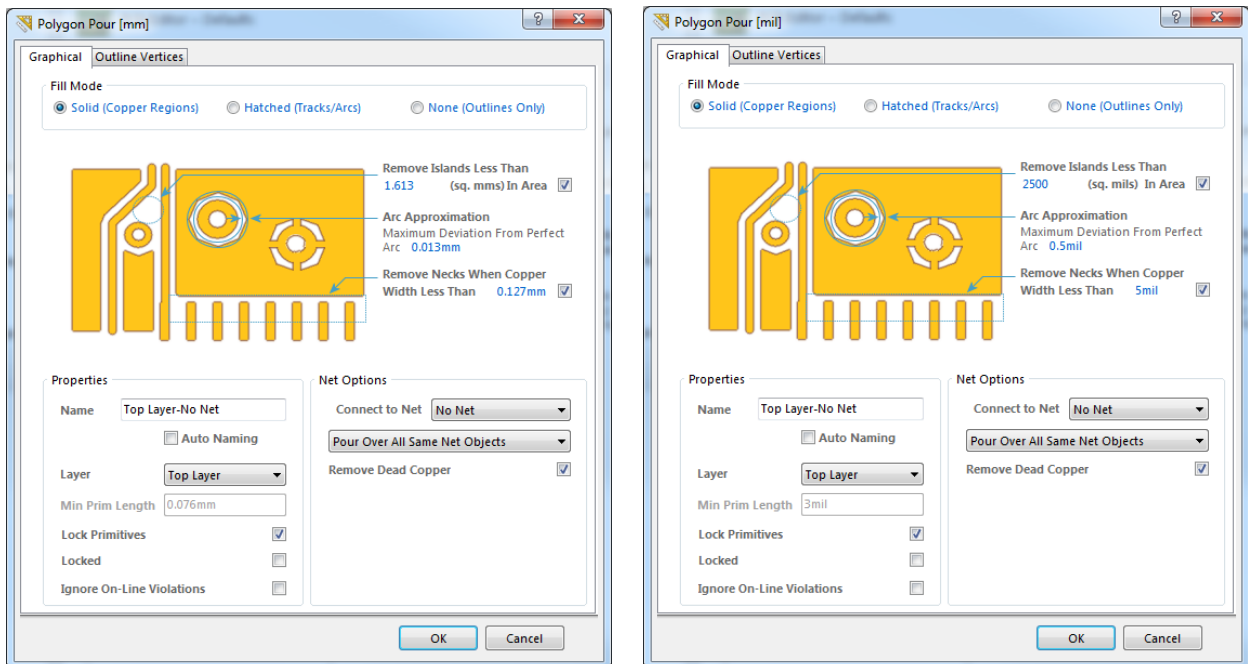 Polygon Pour [mm]
Graphical Outline Vertices
Fill Mode
Solid (Copper Regions) Hatched (Tracks/Arcs) None (Outlines Only)
Remove Islands Less Than
1.613 (sq. mms) In Area
Arc Approximation
Maximum Deviation From Perfect
Arc 0.013mm
Remove Necks When Copper
Width Less Than 0.127mm
Properties
Name Top Layer-No Net
Auto Naming
Layer Top Layer
Min Prim Length 0.076mm
Lock Primitives
Locked
Ignore On-Line Violations
Net Options
Connect to Net No Net
Pour Over All Same Net Objects
Remove Dead Copper
OK Cancel
Polygon Pour [mil]
Graphical Outline Vertices
Fill Mode
Solid (Copper Regions) Hatched (Tracks/Arcs) None (Outlines Only)
Remove Islands Less Than
2500 (sq. mils) In Area
Arc Approximation
Maximum Deviation From Perfect
Arc 0.5mil
Remove Necks When Copper
Width Less Than 5mil
Properties
Name Top Layer-No Net
Auto Naming
Layer Top Layer
Min Prim Length 3mil
Lock Primitives
Locked
Ignore On-Line Violations
Net Options
Connect to Net No Net
Pour Over All Same Net Objects
Remove Dead Copper
OK Cancel